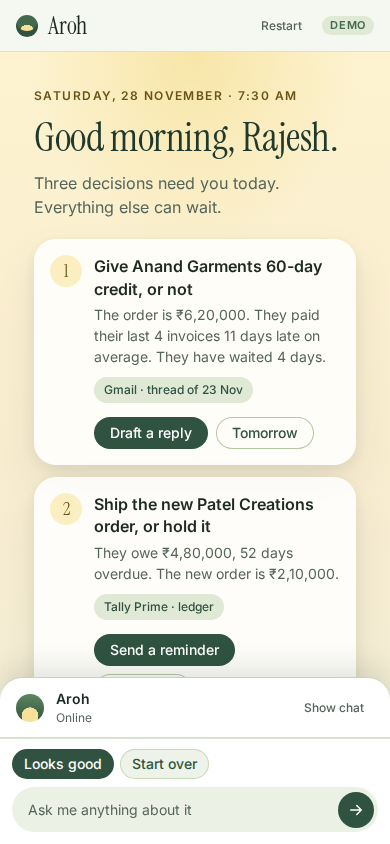 Aroh
Restart
DEMO
SATURDAY, 28 NOVEMBER · 7:30 AM
Good morning, Rajesh.
Three decisions need you today.
Everything else can wait.
1
Give Anand Garments 60-day
credit, or not
The order is ₹6,20,000. They paid
their last 4 invoices 11 days late on
average. They have waited 4 days.
Gmail · thread of 23 Nov
Draft a reply
Tomorrow
2
Ship the new Patel Creations
order, or hold it
They owe ₹4,80,000, 52 days
overdue. The new order is ₹2,10,000.
Tally Prime · ledger
Send a reminder
Aroh
Online
Show chat
Looks good
Start over
Ask me anything about it